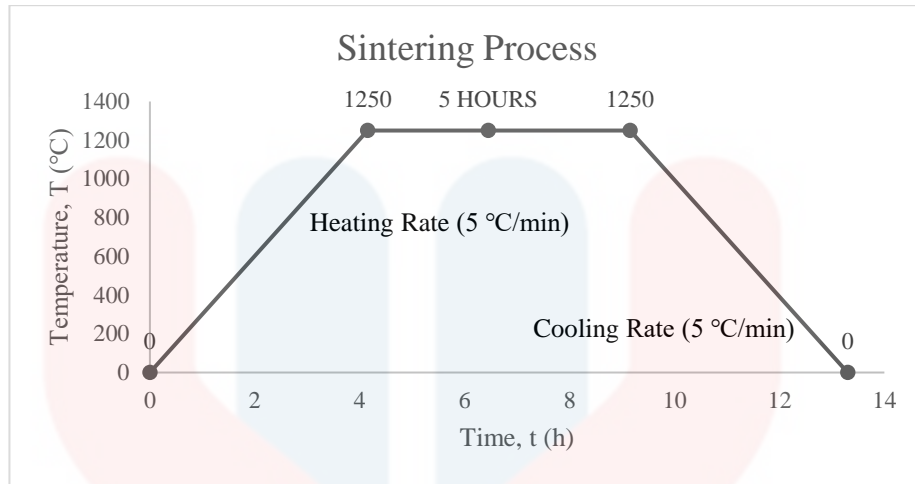 Sintering Process
1250 5 HOURS 1250
1400
1200
1000
800
600
400
200
0
Temperature, T (℃)
Heating Rate (5 ℃/min)
Cooling Rate (5 ℃/min)
0 0
0 2 4 6 8 10 12 14
Time, t (h)